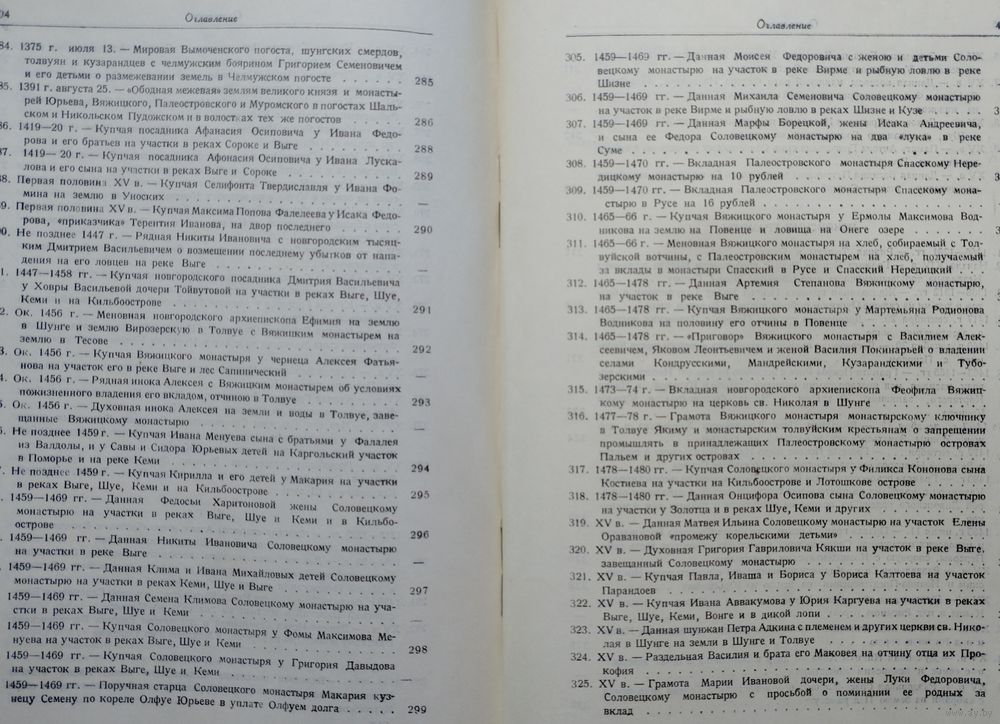 Оглавление
84. 1375 г. июля 13. — Мировая Вымоченского погоста, шунгских смердов,
толвуян и кузарандцев с челмужским боярином Григорием Семеновичем
и его детьми о размежевании земель в Челмужском погосте . . . . . . 285
85. 1391 г. августа 25. — «Ободная межевая» землям великого князя и монасты-
рей Юрьева, Вяжицкого, Палеостровского и Муромского в погостах Шаль-
ском и Никольском Пудожском и в волостях тех же погостов . . . . . . 286
86. 1419—20 г. — Купчая посадника Афанасия Осиповича у Ивана Федо-
рова и его братьев на участки в реках Сороке и Выге . . . . . . 288
87. 1419—20 г. — Купчая посадника Афонасия Осиповича у Ивана Луска-
лова и его сына на участки в реках Выге и Сороке . . . . . . 289
88. Первая половина XV в. — Купчая Селифонта Твердиславля у Ивана Фо-
мина на землю в Уноских . . . . . . —
9. Первая половина XV в. — Купчая Максима Попова Фалелеева у Исака Федо-
рова, «приказчика» Терентия Иванова, на двор последнего . . . . . . 290
0. Не позднее 1447 г. — Рядная Никиты Ивановича с новгородским тысяц-
ким Дмитрием Васильевичем о возмещении последнему убытков от напа-
дения на его ловцев на реке Выге . . . . . . —
1. 1447—1458 гг. — Купчая новгородского посадника Дмитрия Васильевича
у Ховры Васильевой дочери Тойвутовой на участки в реках Выге, Шуе,
Кеми и на Кильбоострове . . . . . . 291
2. Ок. 1456 г. — Меновная новгородского архиепископа Ефимия на землю
в Шунге и землю Вирозерскую в Толвуе с Вяжицким монастырем на
землю в Тесове . . . . . . 292
3. Ок. 1456 г. — Купчая Вяжицкого монастыря у чернеца Алексея Фатья-
нова на участок его в реке Выге и лес Сапинический . . . . . . —
4. Ок. 1456 г. — Рядная инока Алексея с Вяжицким монастырем об условиях
пожизненного владения его вкладом, отчиною в Толвуе . . . . . . 293
5. Ок. 1456 г. — Духовная инока Алексея на земли и воды в Толвуе, заве-
щанные Вяжицкому монастырю . . . . . . —
Не позднее 1459 г. — Купчая Ивана Менуева сына с братьями у Фалалея
из Валдолы, и у Савы и Сидора Юрьевых детей на Каргольский участок
в Поморье и на реке Кеми . . . . . . 294
Не позднее 1459 г. — Купчая Кирилла и его детей у Макария на участки
в реках Выге, Шуе, Кеми и на Кильбоострове . . . . . . 295
1459—1469 гг. — Данная Федосьи Харитоновой жены Соловецкому
монастырю на участки в реках Выге, Шуе и Кеми и в Кильбо-
острове . . . . . . 296
1459—1469 гг. — Данная Никиты Ивановича Соловецкому монастырю
на участки в реке Выге . . . . . . —
1459—1469 гг. — Данная Клима и Ивана Михайловых детей Соловецкому
монастырю на участки в реках Кеми, Шуе и Выге . . . . . . 297
1459—1469 гг. — Данная Семена Климова Соловецкому монастырю на уча-
стки в реках Выге, Шуе и Кеми . . . . . . —
1459—1469 гг. — Купчая Соловецкого монастыря у Фомы Максимова Ме-
нуева на участок в реках Выге, Шуе и Кеми . . . . . . 298
1459—1469 гг. — Купчая Соловецкого монастыря у Григория Давыдова
на участок в реках Выге, Шуе и Кеми . . . . . . —
1459—1469 гг. — Поручная старца Соловецкого монастыря Макария куз-
нецу Семену по кореле Олфуе Юрьеве в уплате Олфуем долга . . . . . 299
Оглавление
305. 1459—1469 гг. — Данная Моисея Федоровича с женою и детьми Соло-
вецкому монастырю на участок в реке Вирме и рыбную ловлю в реке
Шизне . . . . . .
306. 1459—1469 гг. — Данная Михаила Семеновича Соловецкому монастырю
на участок в реке Вирме и рыбную ловлю в реках Шизне и Кузе . . . . 3
307. 1459—1469 гг. — Данная Марфы Борецкой, жены Исака Андреевича,
и сына ее Федора Соловецкому монастырю на два «лука» в реке
Суме . . . . . .
308. 1459—1470 гг. — Вкладная Палеостровского монастыря Спасскому Нере-
дицкому монастырю на 10 рублей . . . . . . 3
309. 1459—1470 гг. — Вкладная Палеостровского монастыря Спасскому мона-
стырю в Русе на 16 рублей . . . . . .
310. 1465—66 г. — Купчая Вяжицкого монастыря у Ермолы Максимова Вод-
никова на землю на Повенце и ловища на Онеге озере . . . . . . 3
311. 1465—66 г. — Меновная Вяжицкого монастыря на хлеб, собираемый с Тол-
вуйской вотчины, с Палеостровским монастырем на хлеб, получаемый
за вклады в монастыри Спасский в Русе и Спасский Нередицкий . . . .
312. 1465—1478 гг. — Данная Артемия Степанова Вяжицкому монастырю,
на участок в реке Выге . . . . . .
313. 1465—1478 гг. — Купчая Вяжицкого монастыря у Мартемьяна Родионова
Водникова на половину его отчины в Повенце . . . . . .
314. 1465—1478 гг. — «Приговор» Вяжицкого монастыря с Василием Алек-
сеевичем, Яковом Леонтьевичем и женой Василия Покинарьей о владении
селами Кондрусскими, Мандрейскими, Кузарандскими и Тубо-
зерскими . . . . . .
315. 1473—74 г. — Вкладная новгородского архиепископа Феофила Вяжиц-
кому монастырю на церковь св. Николая в Шунге . . . . . .
316. 1477—78 г. — Грамота Вяжицкого монастыря монастырскому ключнику
в Толвуе Якиму и монастырским толвуйским крестьянам о запрещении
промышлять в принадлежащих Палеостровскому монастырю островах
Пальем и других островах . . . . . .
317. 1478—1480 гг. — Купчая Соловецкого монастыря у Филикса Кононова сына
Костиева на участки на Кильбоострове и Лотошкове острове . . . . . .
318. 1478—1480 гг. — Данная Онцифора Осипова сына Соловецкому монастырю
на участки у Золотца и в реках Шуе, Кеми и других . . . . . .
319. XV в. — Данная Матвея Ильина Соловецкому монастырю на участок Елены
Оравановой «промежу корельскими детьми» . . . . . .
320. XV в. — Духовная Григория Гавриловича Кякши на участок в реке Выге,
завещанный Соловецкому монастырю . . . . . .
321. XV в. — Купчая Павла, Иваша и Бориса у Бориса Калтоева на участок
Парандоев . . . . . .
322. XV в. — Купчая Ивана Аввакумова у Юрия Каргуева на участки в реках
Выге, Шуе, Кеми, Вонге и в дикой лопи . . . . . .
323. XV в. — Данная шунжан Петра Адкина с племенем и других церкви св. Нико-
лая в Шунге на земли в Шунге и Толвуе . . . . . .
324. XV в. — Раздельная Василия и брата его Маковея на отчину отца их Про-
кофия . . . . . .
325. XV в. — Грамота Марии Ивановой дочери, жены Луки Федоровича,
Соловецкому монастырю с просьбой о поминании ее родных за
вклад . . . . . .